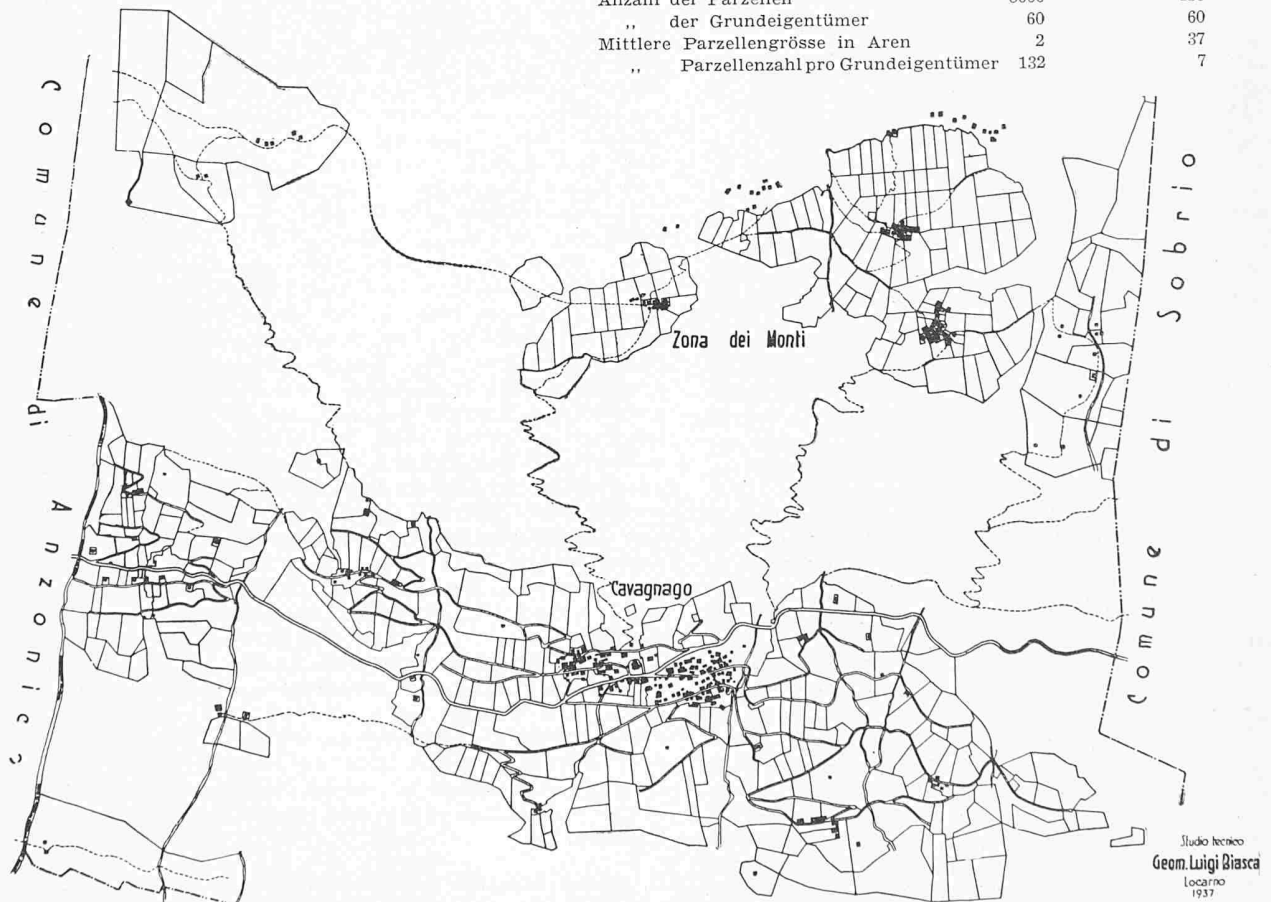 „ der Grundeigentümer 60 60
Mittlere Parzellengrösse in Aren 2 37
„ Parzellenzahl pro Grundeigentümer 132 7
Comune di Anzonico
Comune di Sobrio
Zona dei Monti
Cavagnago
Studio tecnico
Geom. Luigi Biasca
Locarno
1937